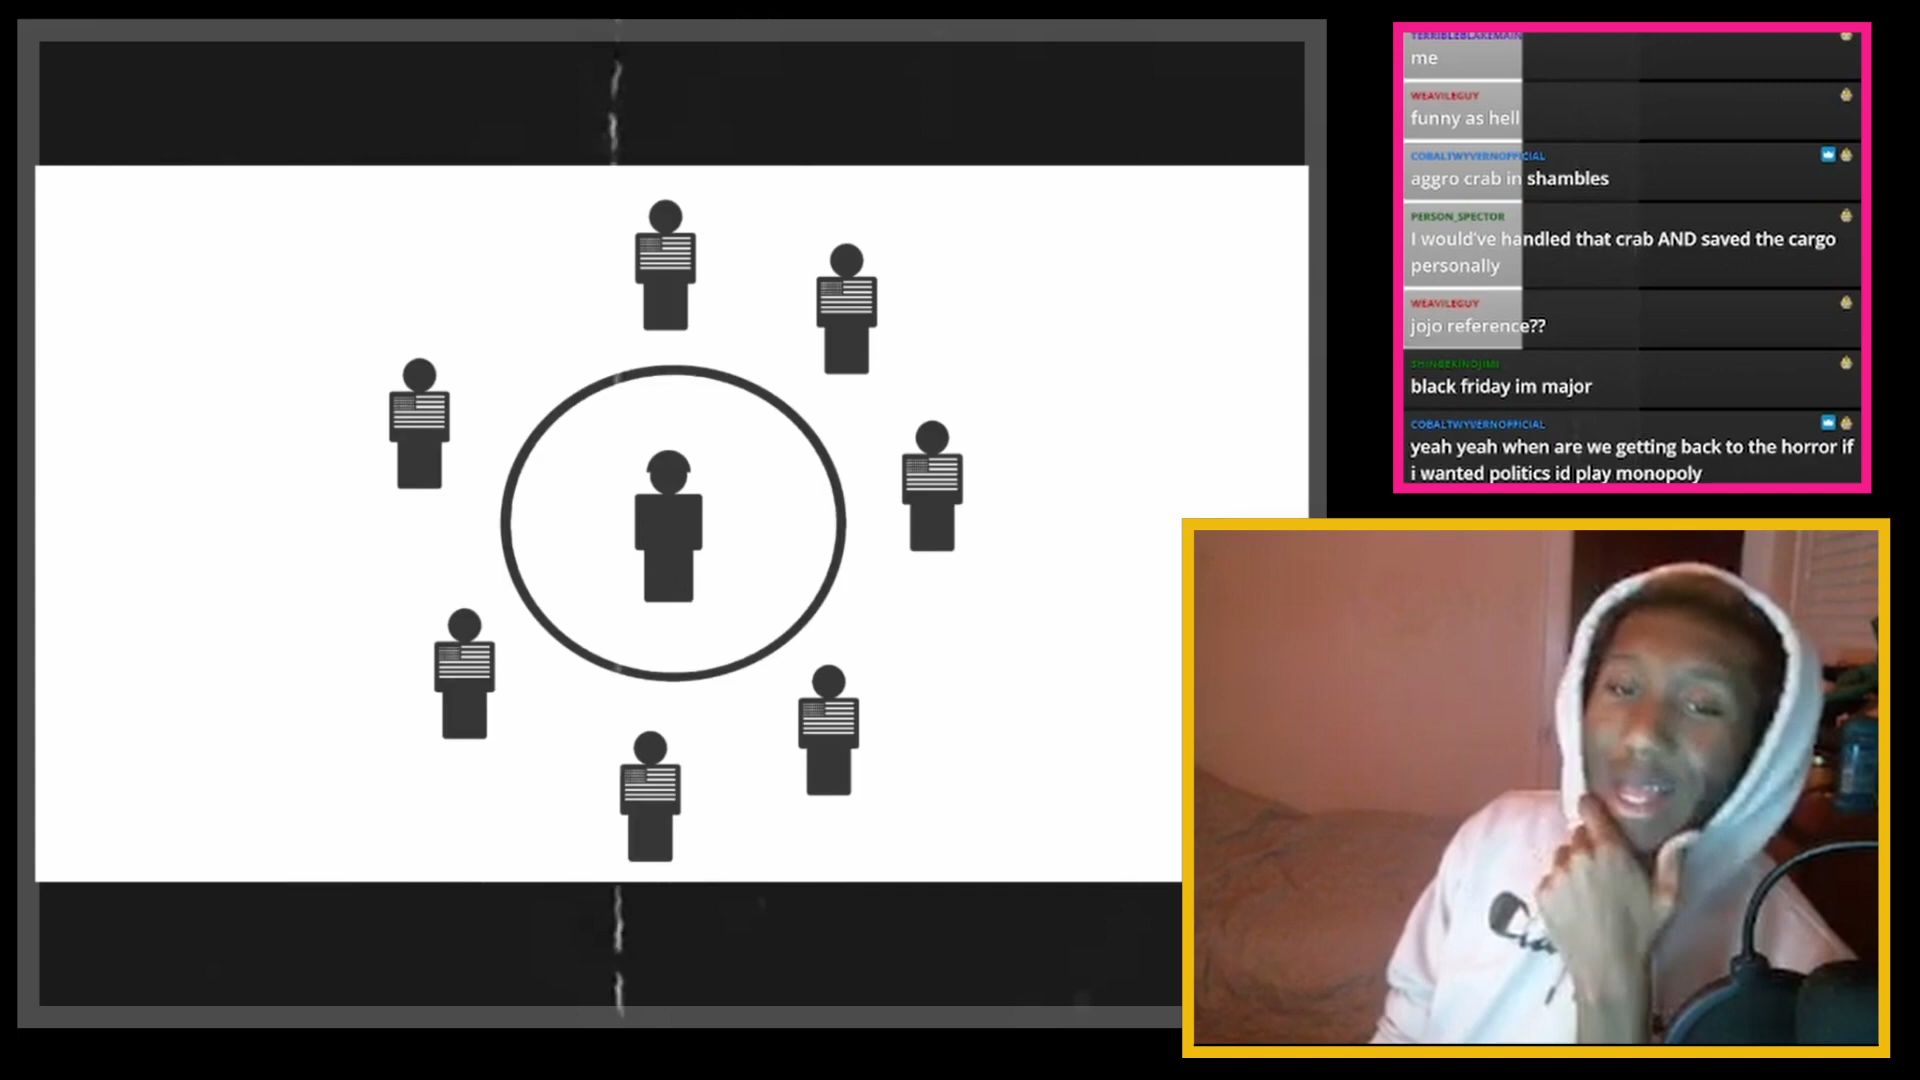 TERRIBLEBLAKEMAIN
me
WEAVILEGUY
funny as hell
COBALTWYVERNOFFICIAL
aggro crab in shambles
PERSON_SPECTOR
I would've handled that crab AND saved the cargo
personally
WEAVILEGUY
jojo reference??
SHINGEKINOJIMI
black friday im major
COBALTWYVERNOFFICIAL
yeah yeah when are we getting back to the horror if
i wanted politics id play monopoly